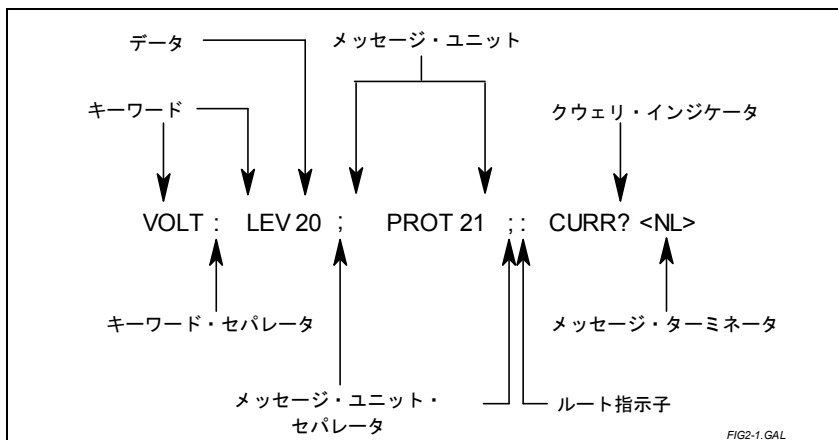 データ
メッセージ・ユニット
キーワード
クウェリ・インジケータ
VOLT : LEV 20 ; PROT 21 ; : CURR? <NL>
キーワード・セパレータ
メッセージ・ターミネータ
メッセージ・ユニット・
セパレータ
ルート指示子
FIG2-1.GAL